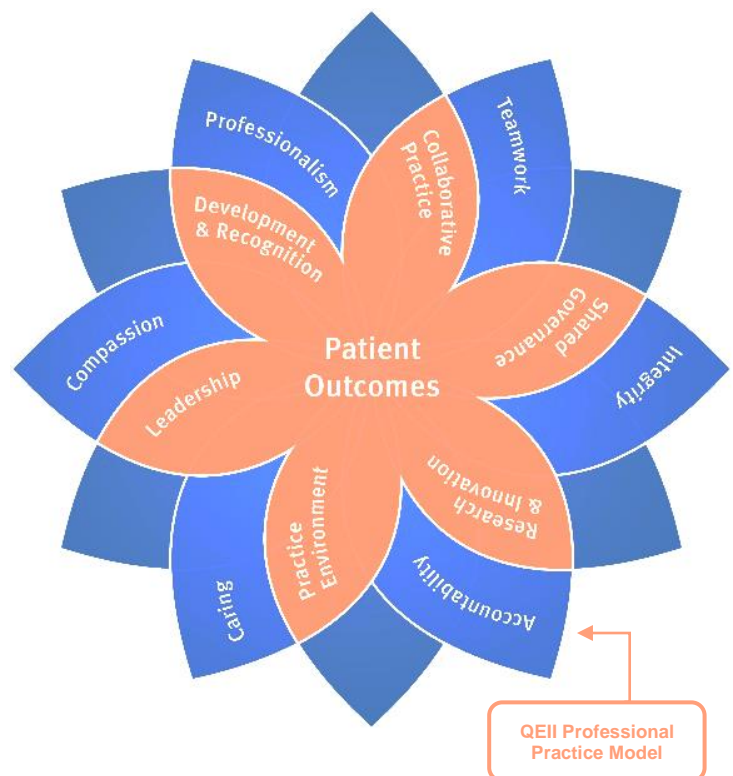 Professionalism
Teamwork
Collaborative
Practice
Development
& Recognition
Shared
Governance
Integrity
Compassion
Patient
Outcomes
Leadership
Research
& Innovation
Practice
Environment
Accountability
Caring
QEII Professional
Practice Model